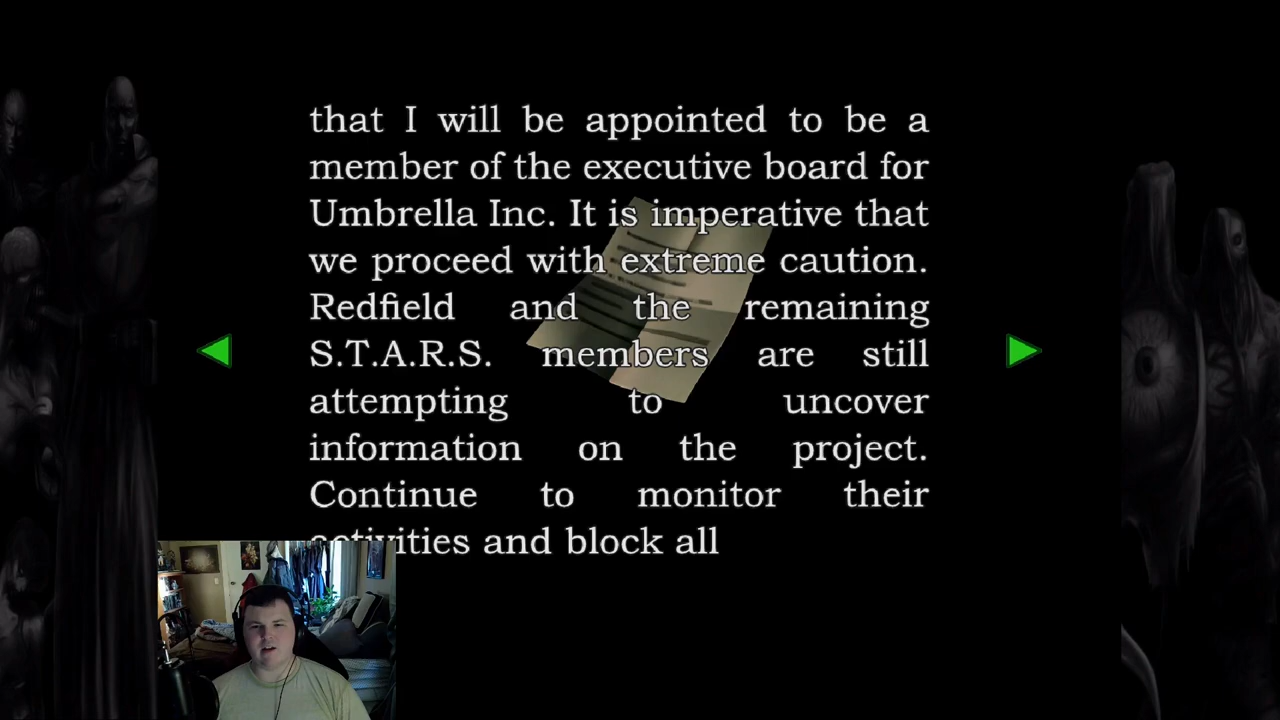 that I will be appointed to be a
member of the executive board for
Umbrella Inc. It is imperative that
we proceed with extreme caution.
Redfield and the remaining
S.T.A.R.S. members are still
attempting to uncover
information on the project.
Continue to monitor their
activities and block all